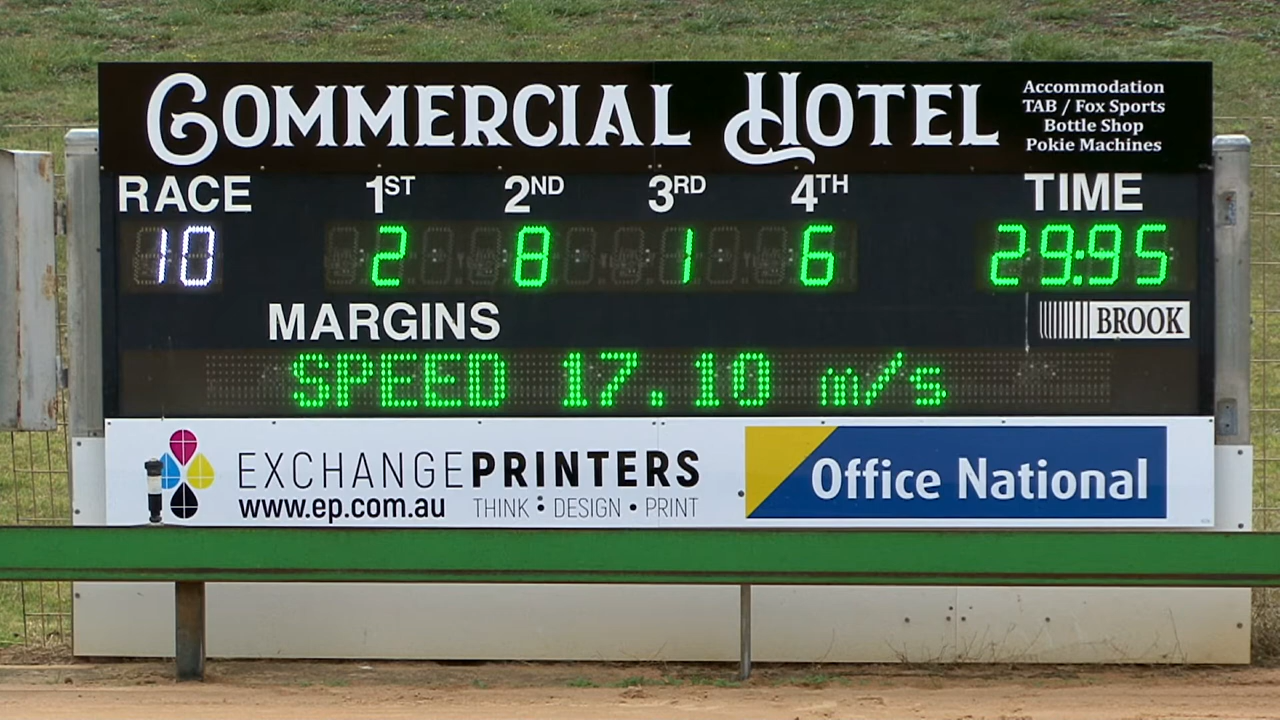 COMMERCIAL HOTEL
Accommodation
TAB / Fox Sports
Bottle Shop
Pokie Machines
RACE 1ST 2ND 3RD 4TH TIME
10 2 8 1 6 29:95
MARGINS
BROOK
SPEED 17.10 m/s
EXCHANGEPRINTERS
www.ep.com.au THINK : DESIGN • PRINT
Office National